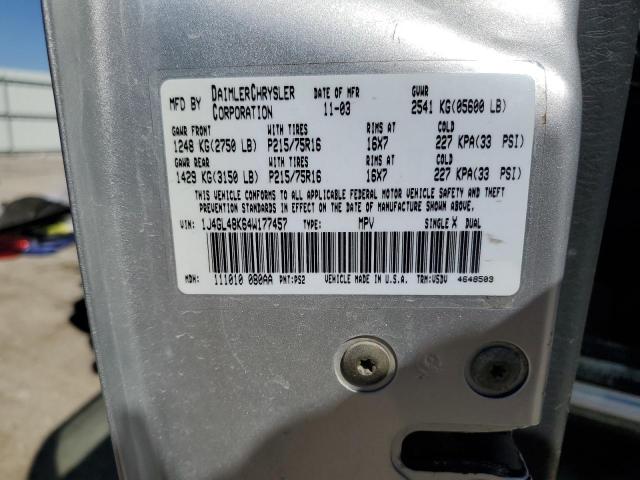 MFD BY DAIMLERCHRYSLER CORPORATION DATE OF MFR 11-03 GVWR 2541 KG(05600 LB)
GAWR FRONT WITH TIRES RIMS AT COLD
1248 KG(2750 LB) P215/75R16 16X7 227 KPA(33 PSI)
GAWR REAR WITH TIRES RIMS AT COLD
1429 KG(3150 LB) P215/75R16 16X7 227 KPA(33 PSI)
THIS VEHICLE CONFORMS TO ALL APPLICABLE FEDERAL MOTOR VEHICLE SAFETY AND THEFT
PREVENTION STANDARDS IN EFFECT ON THE DATE OF MANUFACTURE SHOWN ABOVE.
VIN: 1J4GL48K64W177457 TYPE: MPV SINGLE X DUAL
MDH: 111010 080AA PNT:PS2 VEHICLE MADE IN U.S.A. TRM:VSDV 4648503